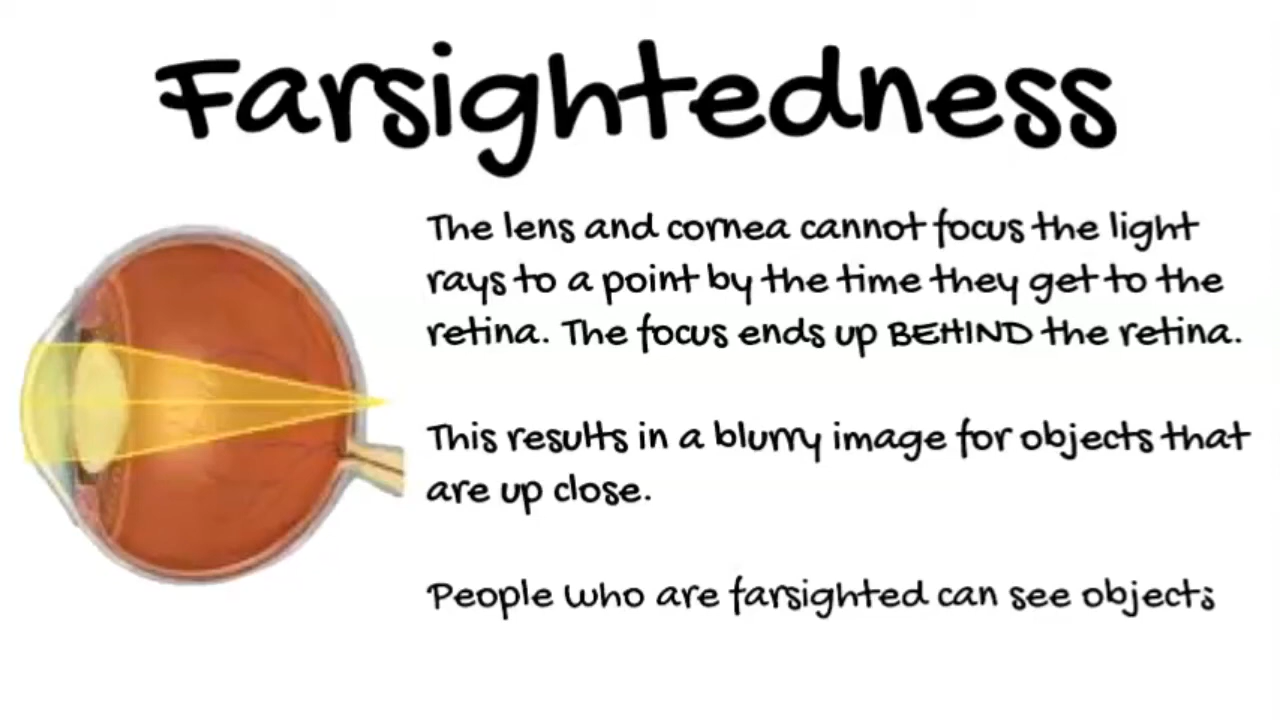 Farsightedness
The lens and cornea cannot focus the light
rays to a point by the time they get to the
retina. The focus ends up BEHIND the retina.
This results in a blurry image for objects that
are up close.
People who are farsighted can see objects